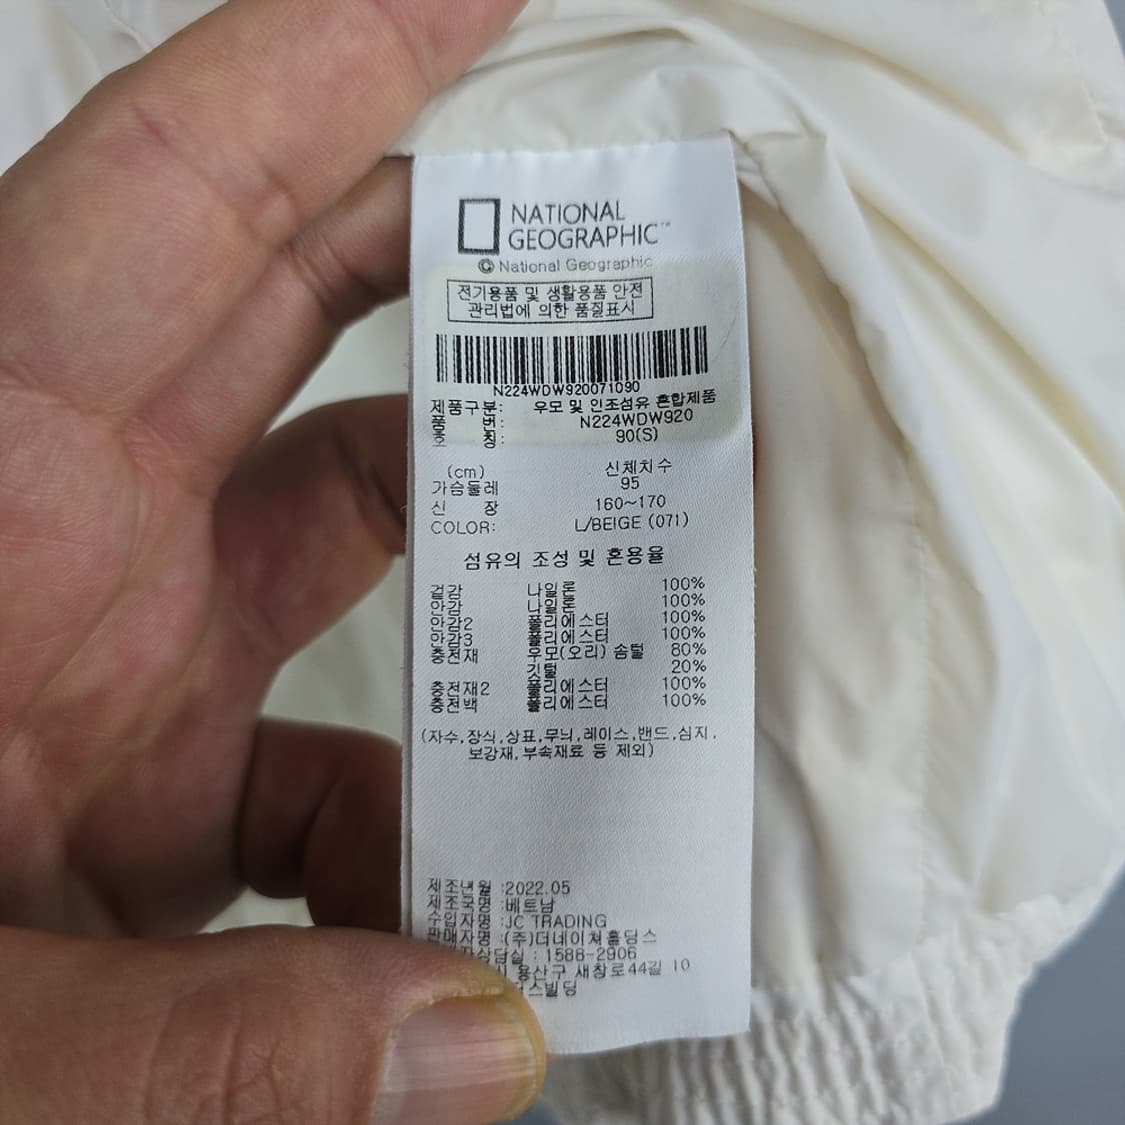 NATIONAL
GEOGRAPHIC™
© National Geographic
전기용품 및 생활용품 안전
관리법에 의한 품질표시
N224WDW920071090
제품구분: 우모 및 인조섬유 혼합제품
품 번: N224WDW920
호 칭: 90(S)
(cm) 신체치수
가슴둘레 95
신 장 160~170
COLOR: L/BEIGE (071)
섬유의 조성 및 혼용율
겉감 나일론 100%
안감 나일론 100%
안감2 폴리에스터 100%
안감3 폴리에스터 100%
충전재 우모(오리) 솜털 80%
깃털 20%
충전재2 폴리에스터 100%
충전백 폴리에스터 100%
(자수,장식,상표,무늬,레이스,밴드,심지,
보강재,부속재료 등 제외)
제조년월 :2022.05
제조국명 :베트남
수입자명 :JC TRADING
판매자명 :(주)더네이쳐홀딩스
자상담실 : 1588-2906
용산구 새창로44길 10
스빌딩